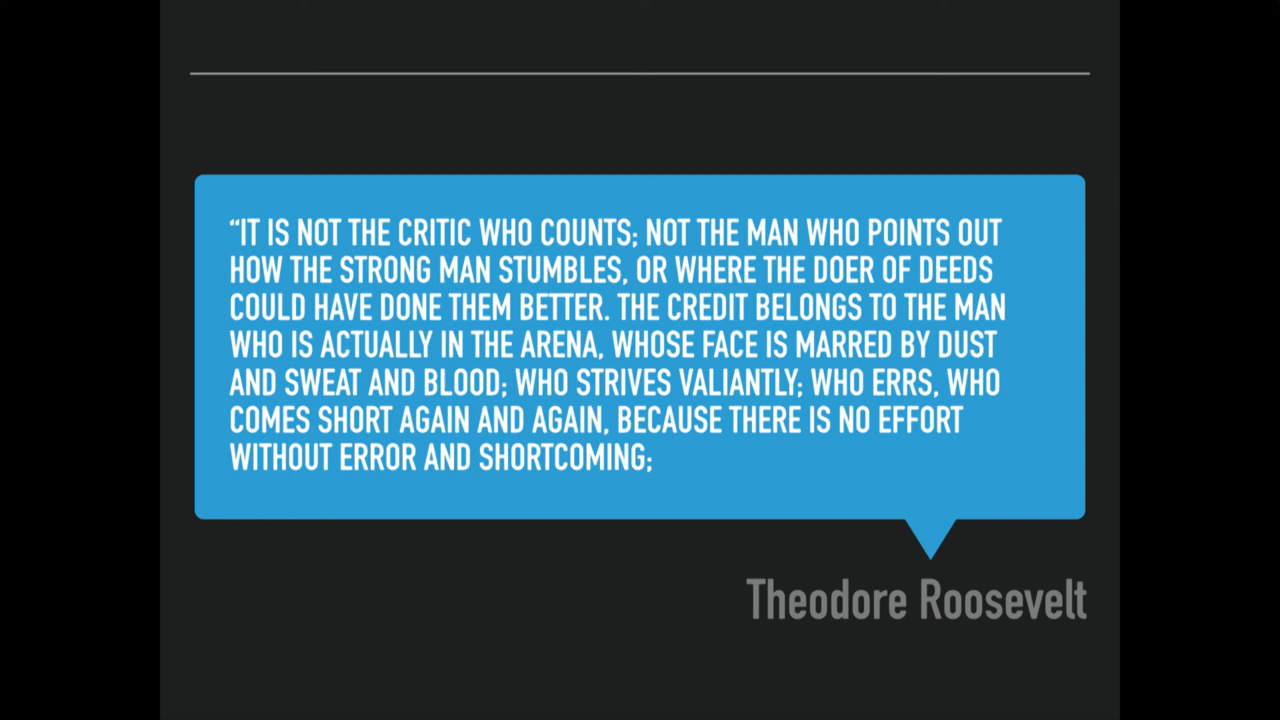 “IT IS NOT THE CRITIC WHO COUNTS; NOT THE MAN WHO POINTS OUT
HOW THE STRONG MAN STUMBLES, OR WHERE THE DOER OF DEEDS
COULD HAVE DONE THEM BETTER. THE CREDIT BELONGS TO THE MAN
WHO IS ACTUALLY IN THE ARENA, WHOSE FACE IS MARRED BY DUST
AND SWEAT AND BLOOD; WHO STRIVES VALIANTLY; WHO ERRS, WHO
COMES SHORT AGAIN AND AGAIN, BECAUSE THERE IS NO EFFORT
WITHOUT ERROR AND SHORTCOMING;
Theodore Roosevelt